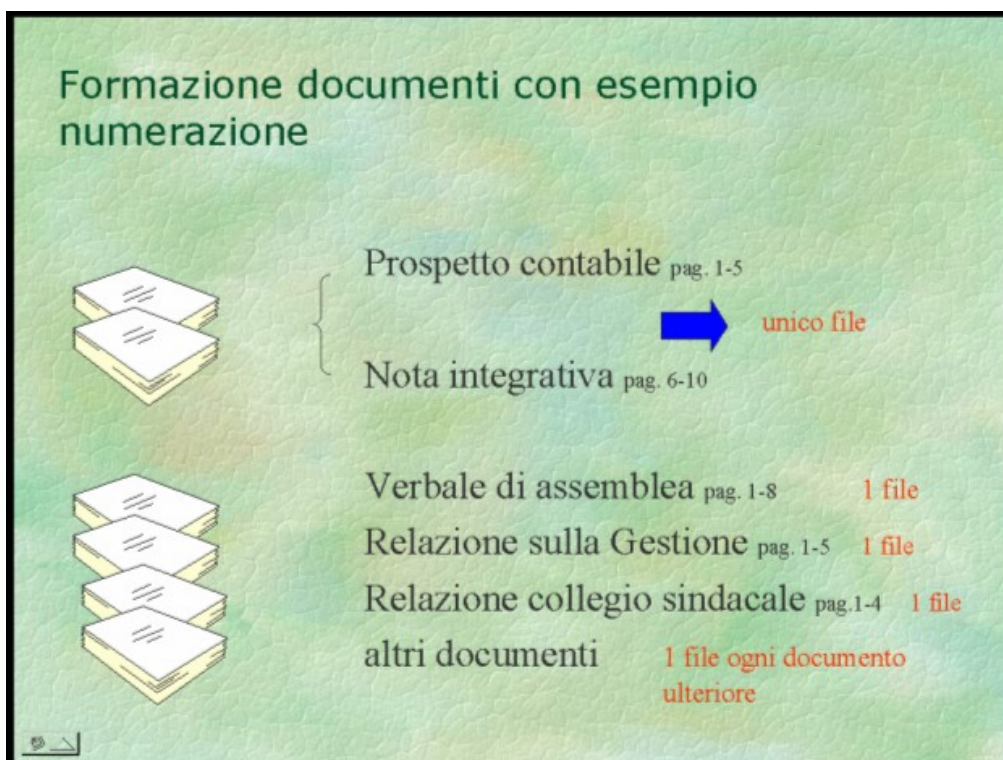 Formazione documenti con esempio
numerazione
Prospetto contabile pag. 1-5
unico file
Nota integrativa pag. 6-10
Verbale di assemblea pag. 1-8 1 file
Relazione sulla Gestione pag. 1-5 1 file
Relazione collegio sindacale pag.1-4 1 file
altri documenti 1 file ogni documento
ulteriore